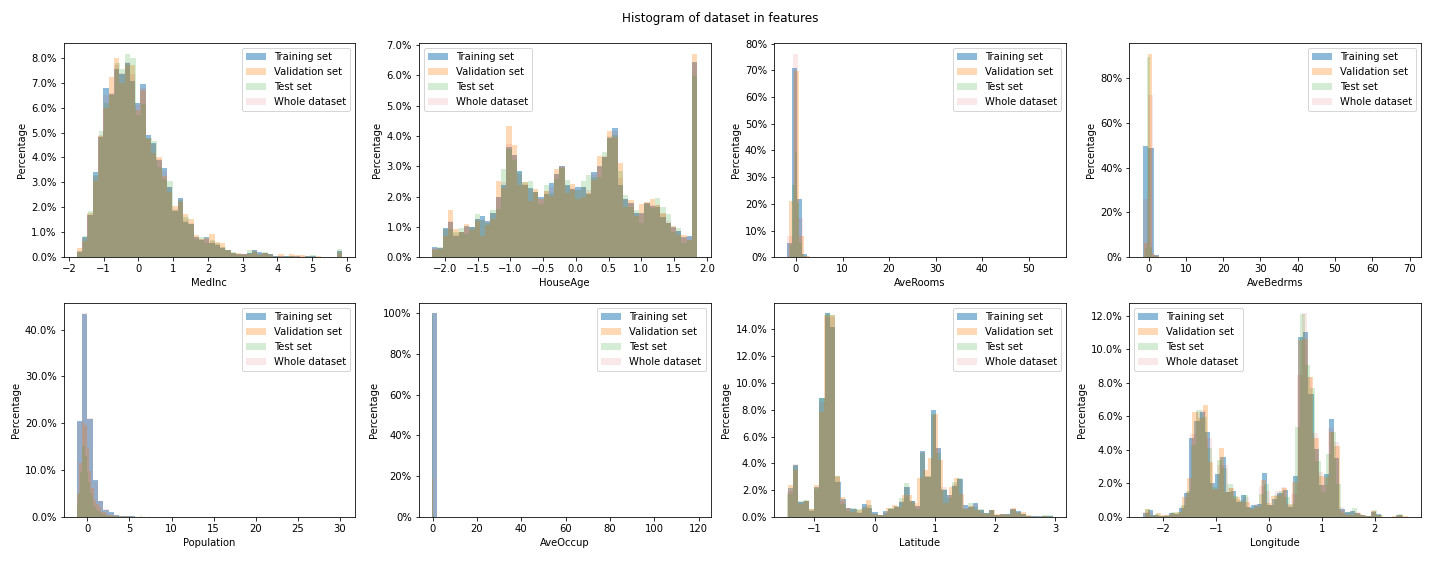 Histogram of dataset in features
8.0%
7.0%
6.0%
5.0%
4.0%
3.0%
2.0%
1.0%
0.0%
Percentage
−2 −1 0 1 2 3 4 5 6
MedInc
Training set
Validation set
Test set
Whole dataset
7.0%
6.0%
5.0%
4.0%
3.0%
2.0%
1.0%
0.0%
Percentage
−2.0 −1.5 −1.0 −0.5 0.0 0.5 1.0 1.5 2.0
HouseAge
Training set
Validation set
Test set
Whole dataset
80%
70%
60%
50%
40%
30%
20%
10%
0%
Percentage
0 10 20 30 40 50
AveRooms
Training set
Validation set
Test set
Whole dataset
80%
60%
40%
20%
0%
Percentage
0 10 20 30 40 50 60 70
AveBedrms
Training set
Validation set
Test set
Whole dataset
40.0%
30.0%
20.0%
10.0%
0.0%
Percentage
0 5 10 15 20 25 30
Population
Training set
Validation set
Test set
Whole dataset
100%
80%
60%
40%
20%
0%
Percentage
0 20 40 60 80 100 120
AveOccup
Training set
Validation set
Test set
Whole dataset
14.0%
12.0%
10.0%
8.0%
6.0%
4.0%
2.0%
0.0%
Percentage
−1 0 1 2 3
Latitude
Training set
Validation set
Test set
Whole dataset
12.0%
10.0%
8.0%
6.0%
4.0%
2.0%
0.0%
Percentage
−2 −1 0 1 2
Longitude
Training set
Validation set
Test set
Whole dataset